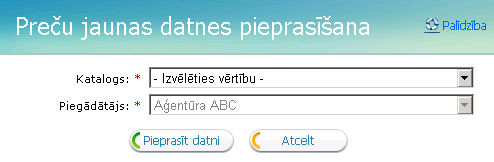 Preču jaunas datnes pieprasīšana
Palīdzība
Katalogs: * - Izvēlēties vērtību -
Piegādātājs: * Aģentūra ABC
Pieprasīt datni Atcelt